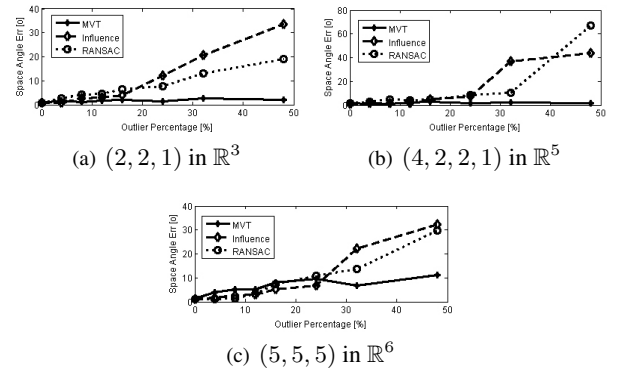 40
30
20
10
0
Space Angle Err [o]
MVT
Influence
RANSAC
0 10 20 30 40 50
Outlier Percentage [%]
(a) (2, 2, 1) in ℝ³
80
60
40
20
0
Space Angle Err [o]
MVT
Influence
RANSAC
0 10 20 30 40 50
Outlier Percentage [%]
(b) (4, 2, 2, 1) in ℝ⁵
40
30
20
10
0
Space Angle Err [o]
MVT
Influence
RANSAC
0 10 20 30 40 50
Outlier Percentage [%]
(c) (5, 5, 5) in ℝ⁶